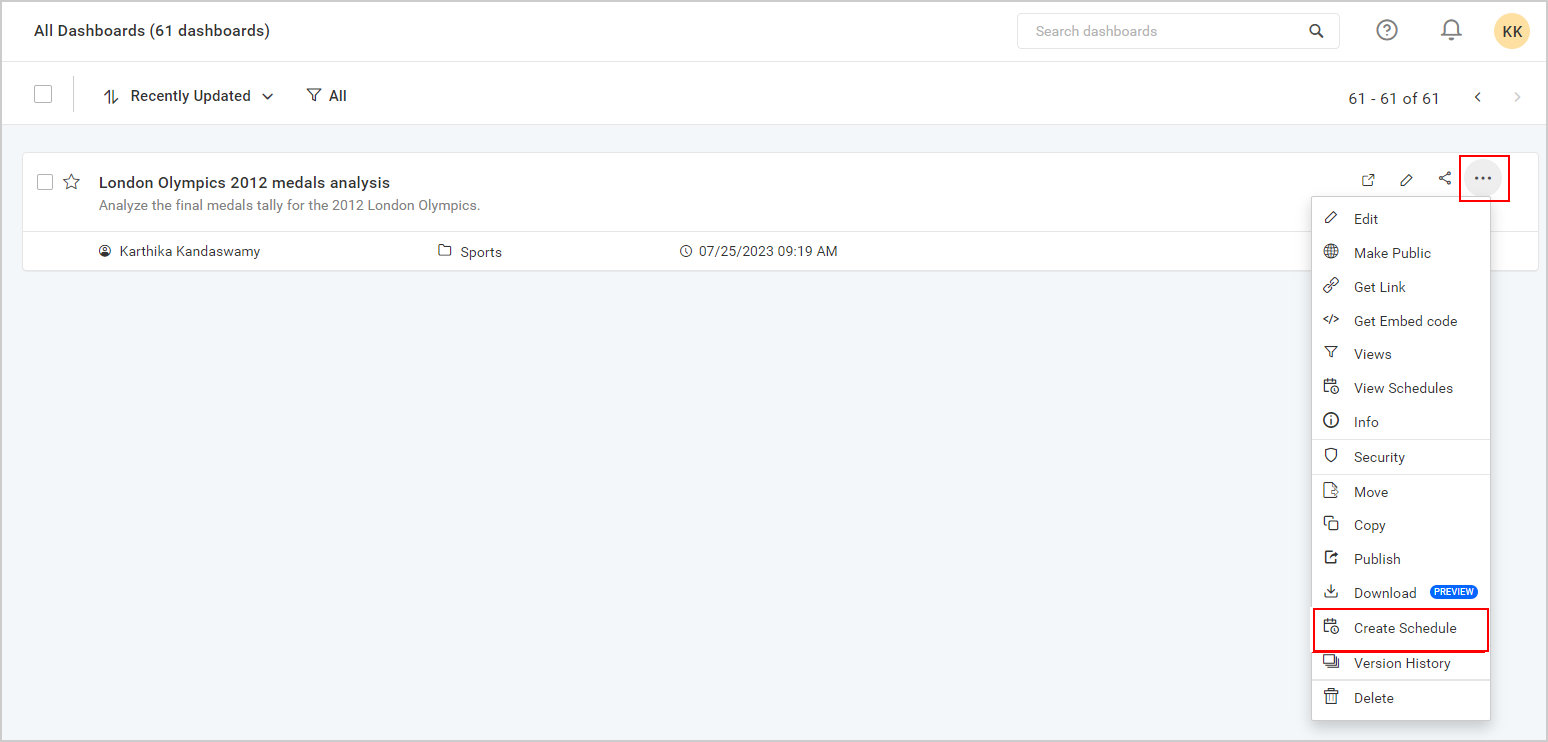 All Dashboards (61 dashboards)
Search dashboards
KK
Recently Updated
All
61 - 61 of 61
London Olympics 2012 medals analysis
Analyze the final medals tally for the 2012 London Olympics.
Karthika Kandaswamy
Sports
07/25/2023 09:19 AM
Edit
Make Public
Get Link
Get Embed code
Views
View Schedules
Info
Security
Move
Copy
Publish
Download PREVIEW
Create Schedule
Version History
Delete